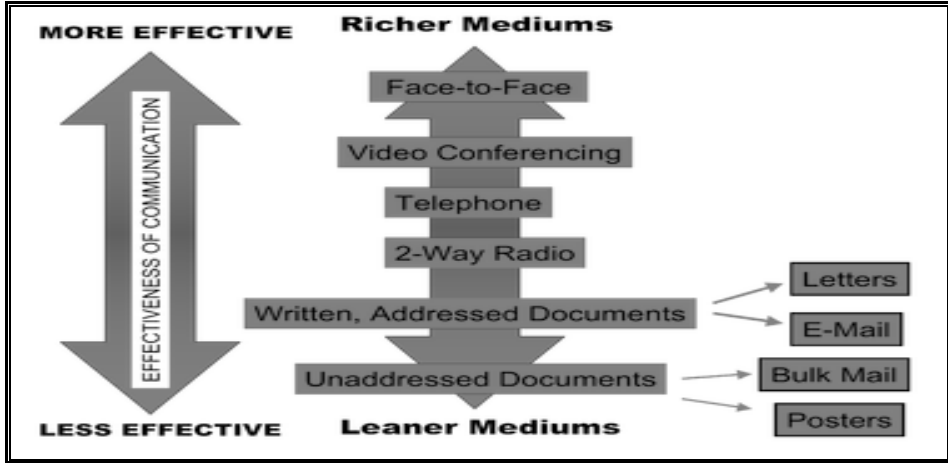 MORE EFFECTIVE
Richer Mediums
EFFECTIVENESS OF COMMUNICATION
Face-to-Face
Video Conferencing
Telephone
2-Way Radio
Written, Addressed Documents
Letters
E-Mail
Unaddressed Documents
Bulk Mail
Posters
LESS EFFECTIVE
Leaner Mediums